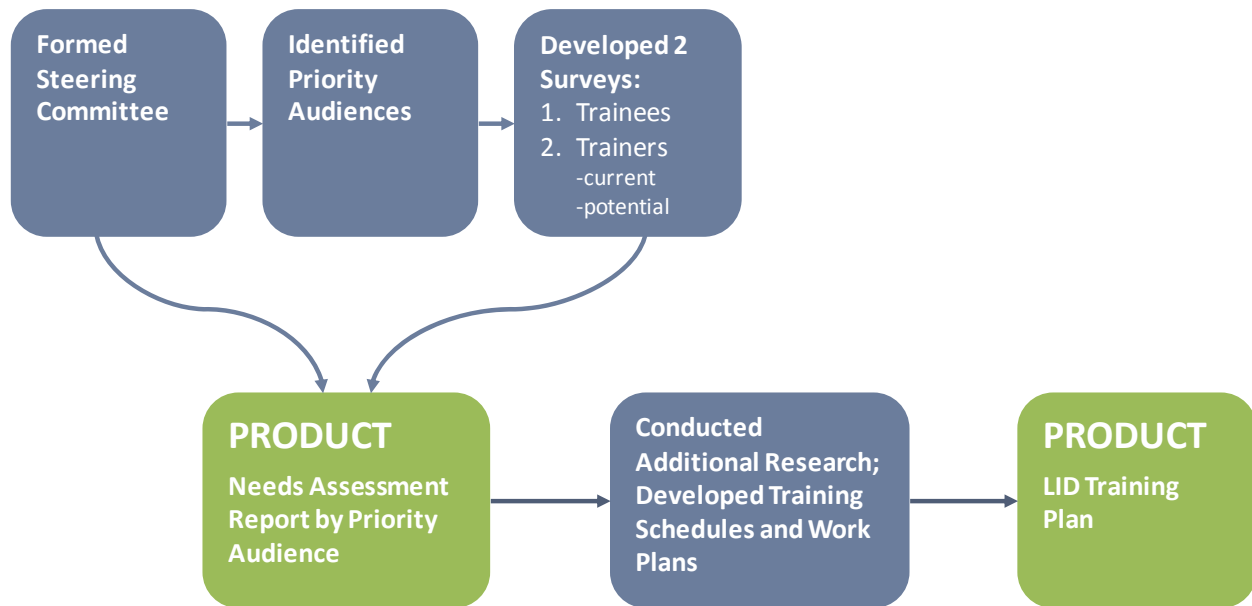 Formed
Steering
Committee
Identified
Priority
Audiences
Developed 2
Surveys:
1. Trainees
2. Trainers
-current
-potential
PRODUCT
Needs Assessment
Report by Priority
Audience
Conducted
Additional Research;
Developed Training
Schedules and Work
Plans
PRODUCT
LID Training
Plan